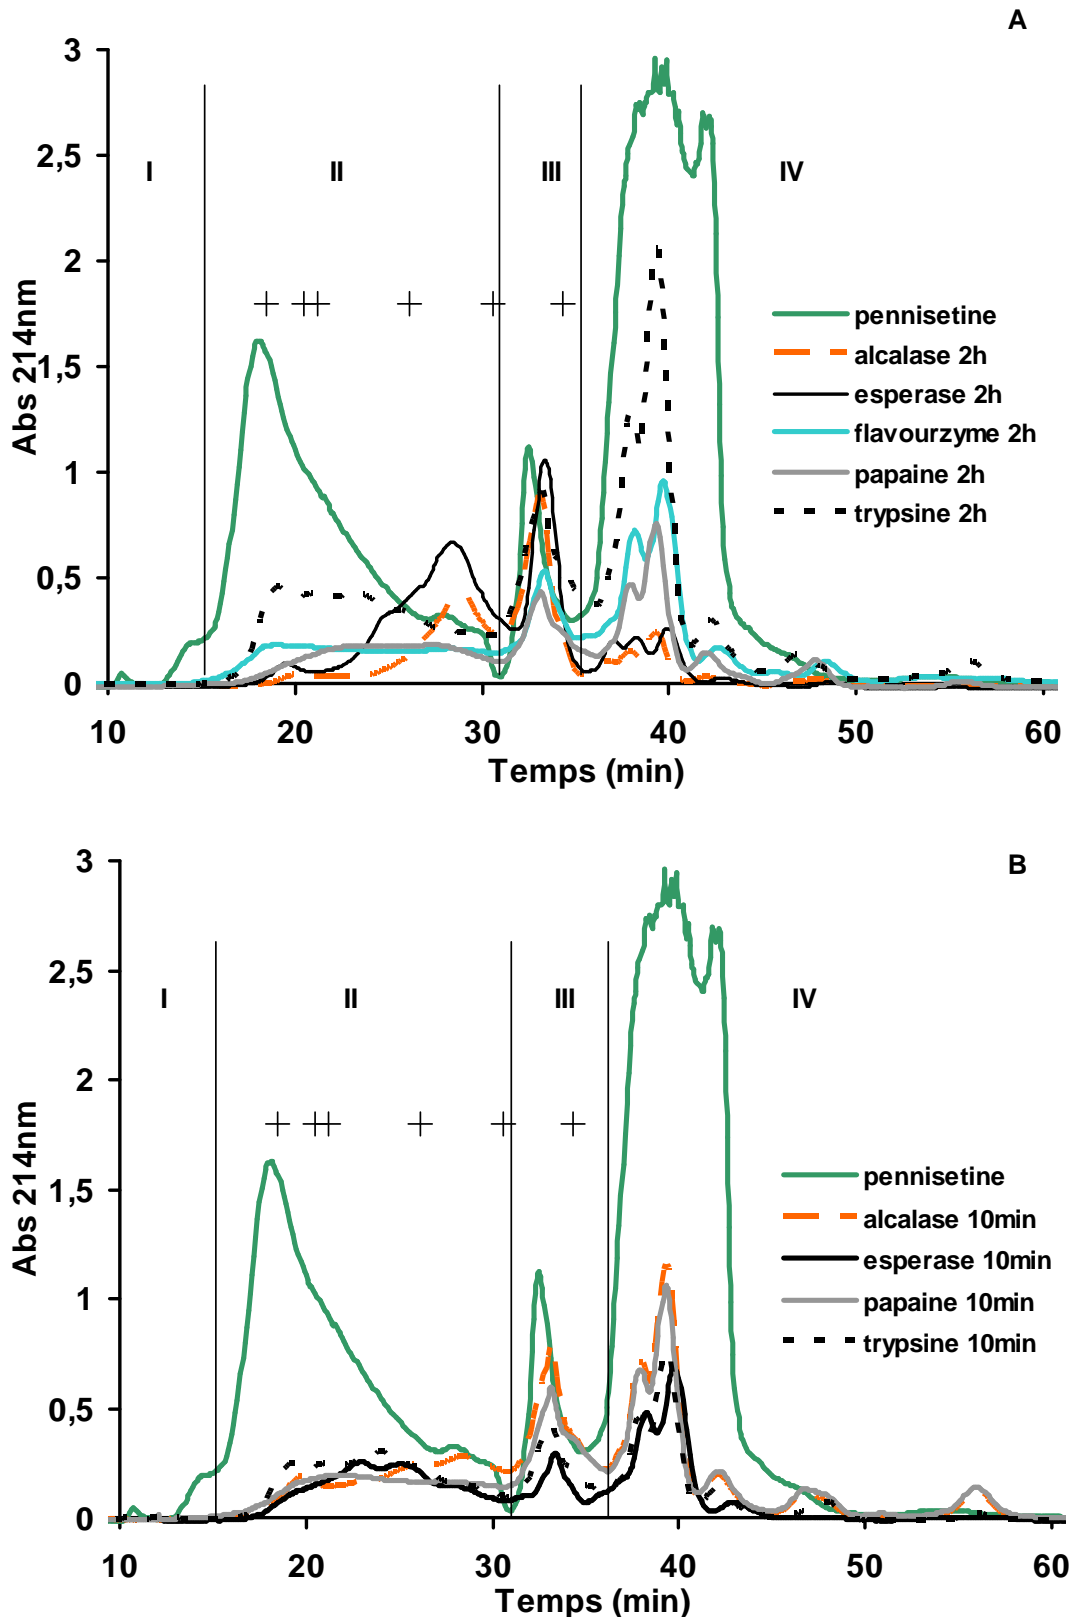 A
3
2,5
2
1,5
1
0,5
0
Abs 214nm
I
II
III
IV
pennisetine
alcalase 2h
esperase 2h
flavourzyme 2h
papaine 2h
trypsine 2h
10
20
30
40
50
60
Temps (min)
B
3
2,5
2
1,5
1
0,5
0
Abs 214nm
I
II
III
IV
pennisetine
alcalase 10min
esperase 10min
papaine 10min
trypsine 10min
10
20
30
40
50
60
Temps (min)